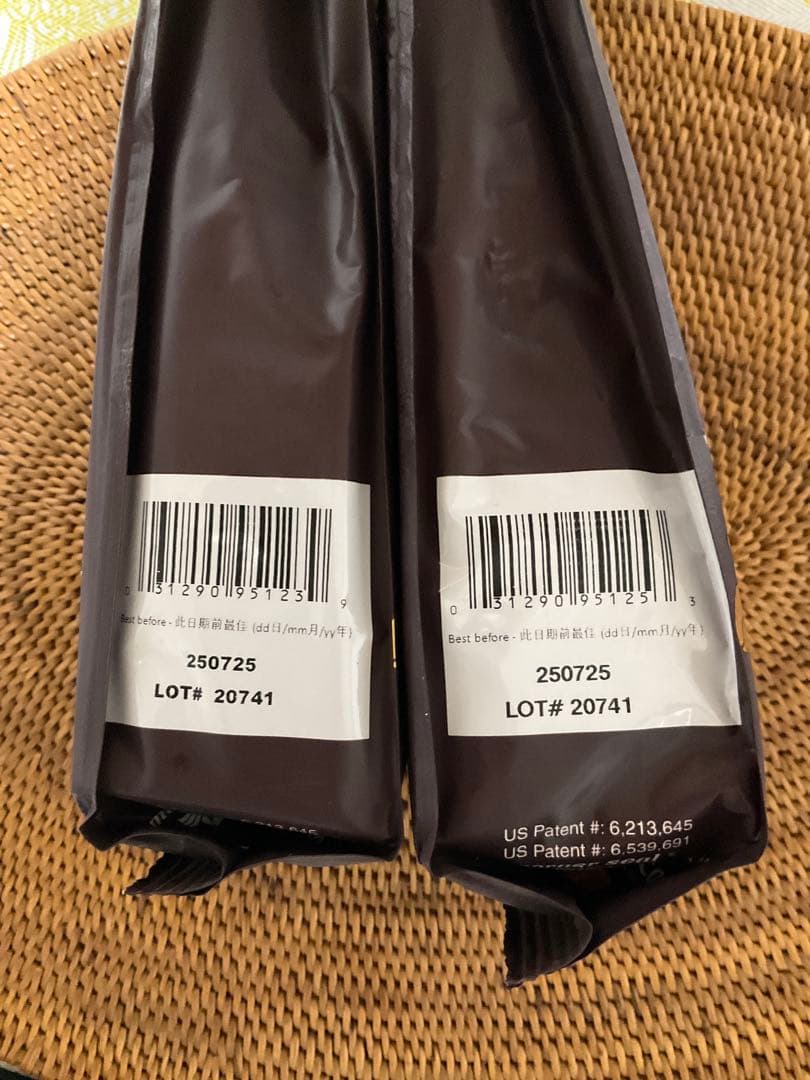 0 31290 95123 9
Best before - 此日期前最佳 (dd日/mm月/yy年)
250725
LOT# 20741
0 31290 95125 3
Best before - 此日期前最佳 (dd日/mm月/yy年)
250725
LOT# 20741
US Patent #: 6,213,645
US Patent #: 6,539,691